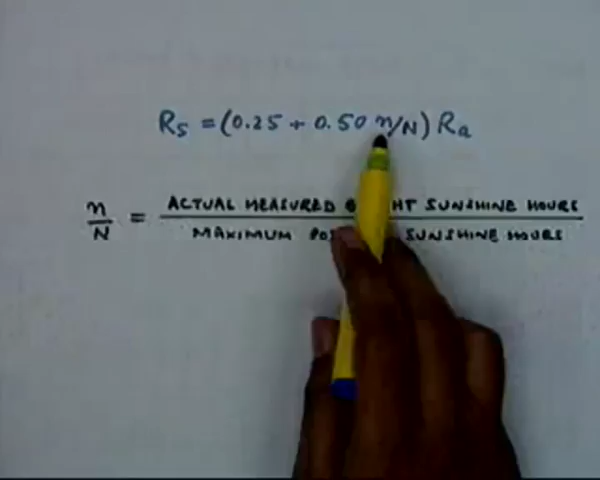 Rs = (0.25 + 0.50 n/N) Ra
n/N = ACTUAL MEASURED SUNSHINE HOURS
MAXIMUM SUNSHINE HOURS